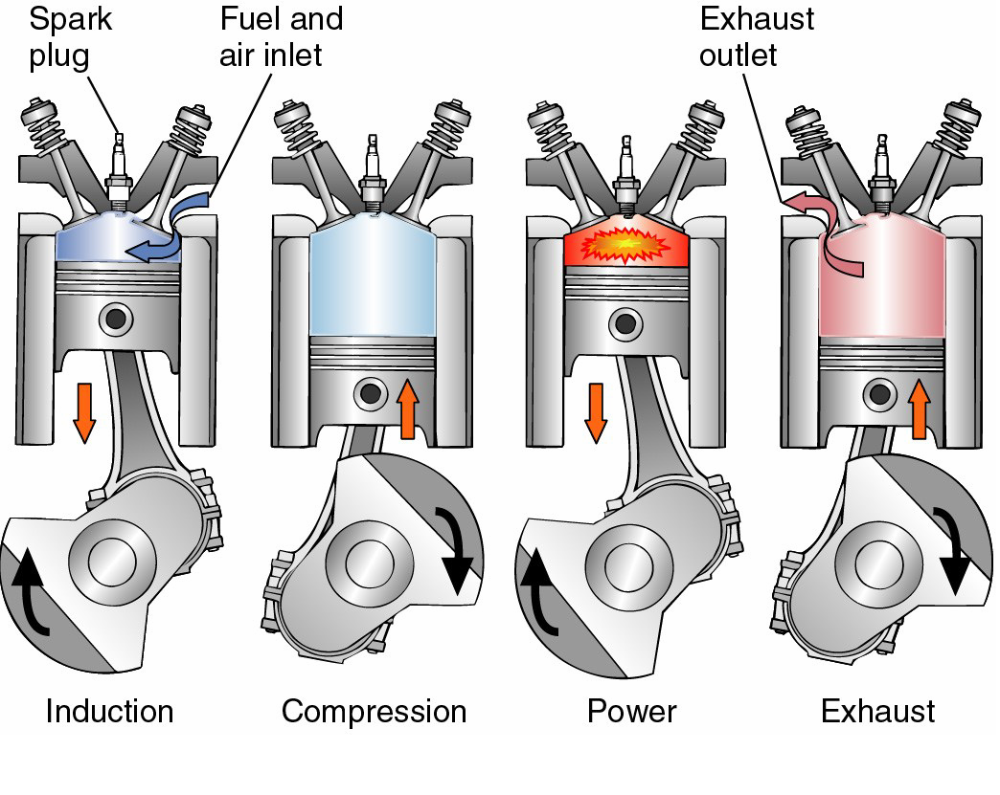 Spark
plug
Fuel and
air inlet
Exhaust
outlet
Induction
Compression
Power
Exhaust